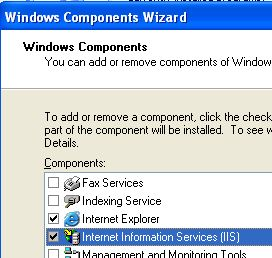 Windows Components Wizard
Windows Components
You can add or remove components of Window
To add or remove a component, click the check
part of the component will be installed. To see w
Details.
Components:
Fax Services
Indexing Service
Internet Explorer
Internet Information Services (IIS)
Management and Monitoring Tools